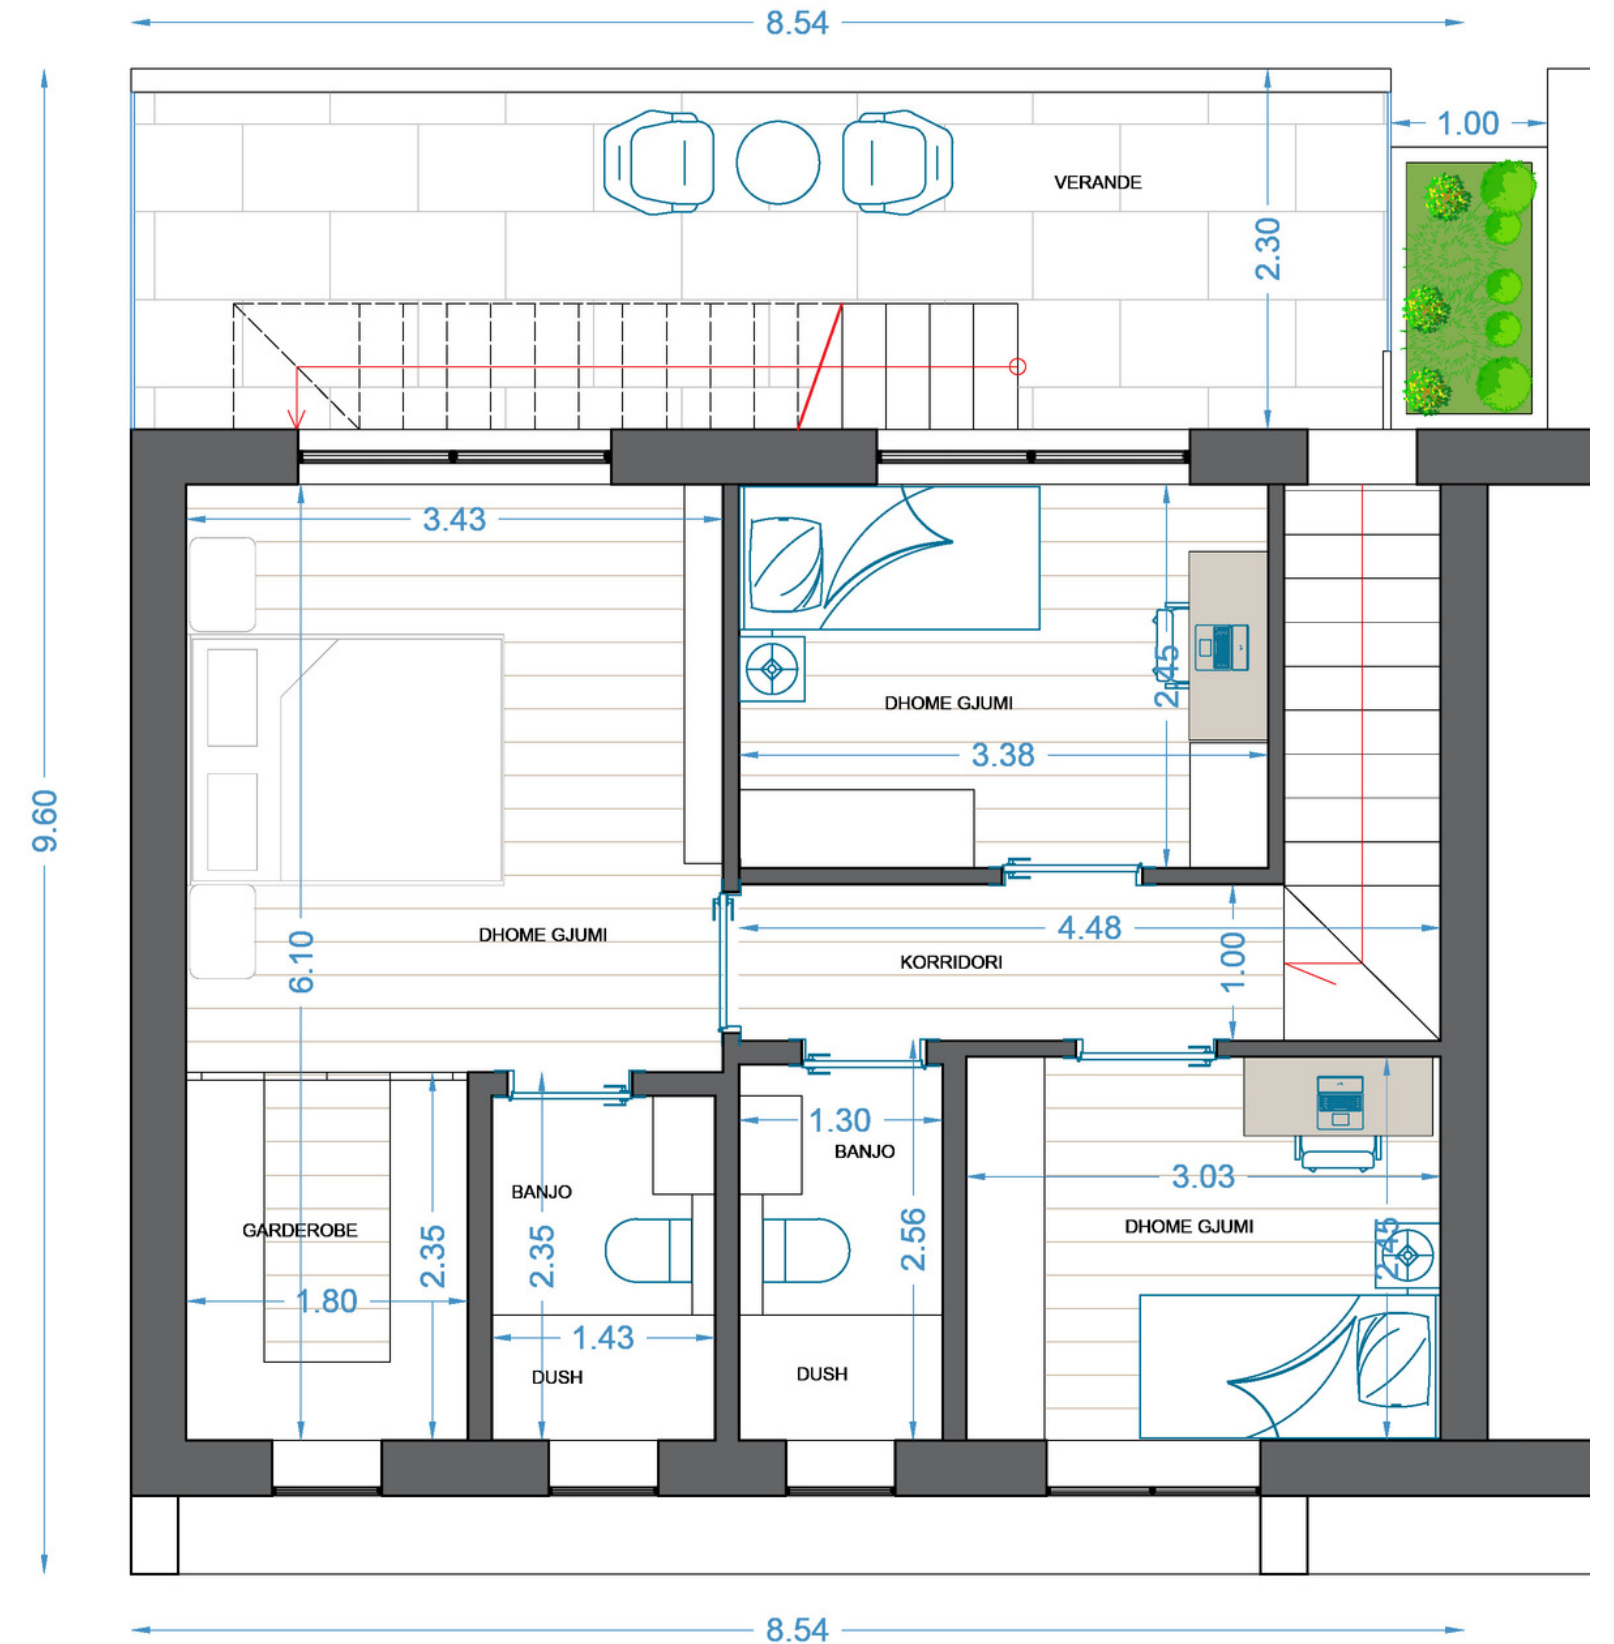 8.54
1.00
VERANDE
2.30
3.43
2.45
DHOME GJUMI
3.38
9.60
DHOME GJUMI
6.10
4.48
KORRIDORI
1.00
1.30
BANJO
3.03
BANJO
GARDEROBE
DHOME GJUMI
2.35
2.35
2.56
2.45
1.80
1.43
DUSH
DUSH
8.54